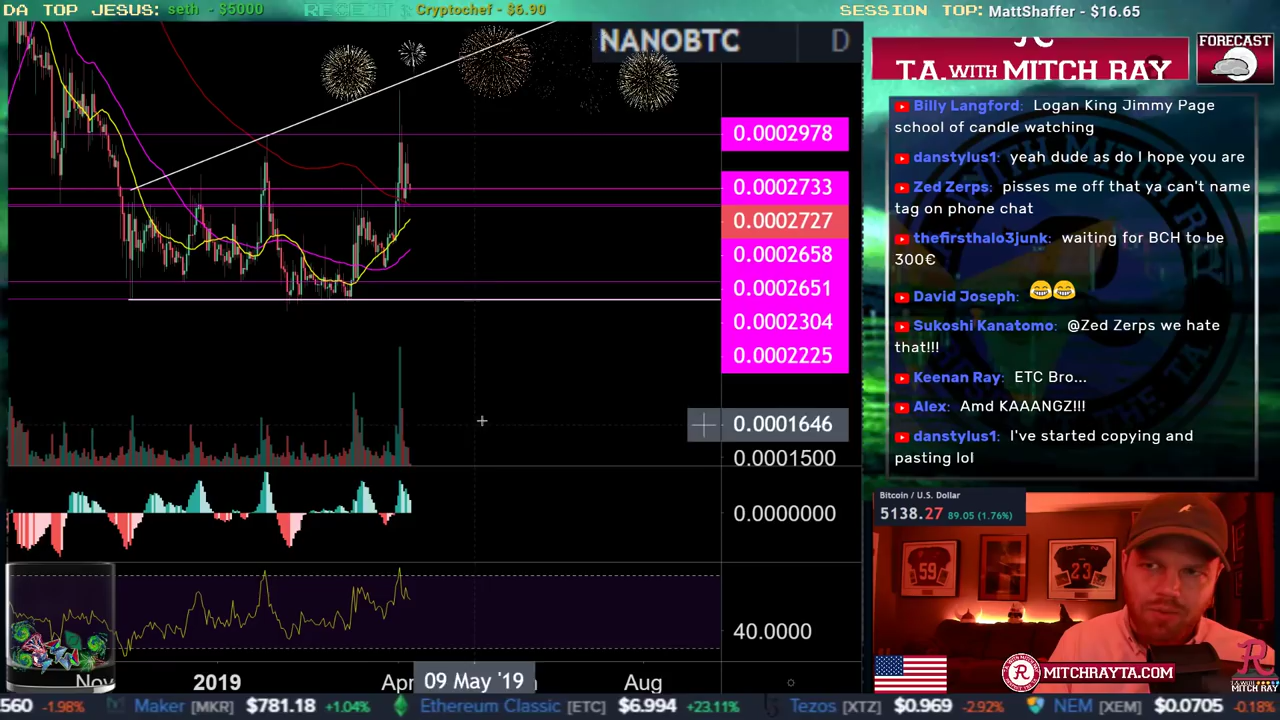 DA TOP JESUS: seth - $5000
Cryptochef - $6.90
SESSION TOP: MattShaffer - $16.65
NANOBTC D
T.A. WITH MITCH RAY
FORECAST
0.0002978
0.0002733
0.0002727
0.0002658
0.0002651
0.0002304
0.0002225
0.0001646
0.0001500
0.0000000
40.0000
Nov
2019
Apr
09 May '19
Aug
Billy Langford: Logan King Jimmy Page
school of candle watching
danstylus1: yeah dude as do I hope you are
Zed Zerps: pisses me off that ya can't name
tag on phone chat
thefirsthalo3junk: waiting for BCH to be
300€
David Joseph: 😂😂
Sukoshi Kanatomo: @Zed Zerps we hate
that!!!
Keenan Ray: ETC Bro...
Alex: Amd KAAANGZ!!!
danstylus1: I've started copying and
pasting lol
Bitcoin / U.S. Dollar
5138.27 89.05 (1.76%)
59
23
MITCHRAYTA.COM
R
T.A. WITH
MITCH RAY
560 -1.98% Maker [MKR] $781.18 +1.04% Ethereum Classic [ETC] $6.994 +23.11% Tezos [XTZ] $0.969 -2.92% NEM [XEM] $0.0705 -0.18%